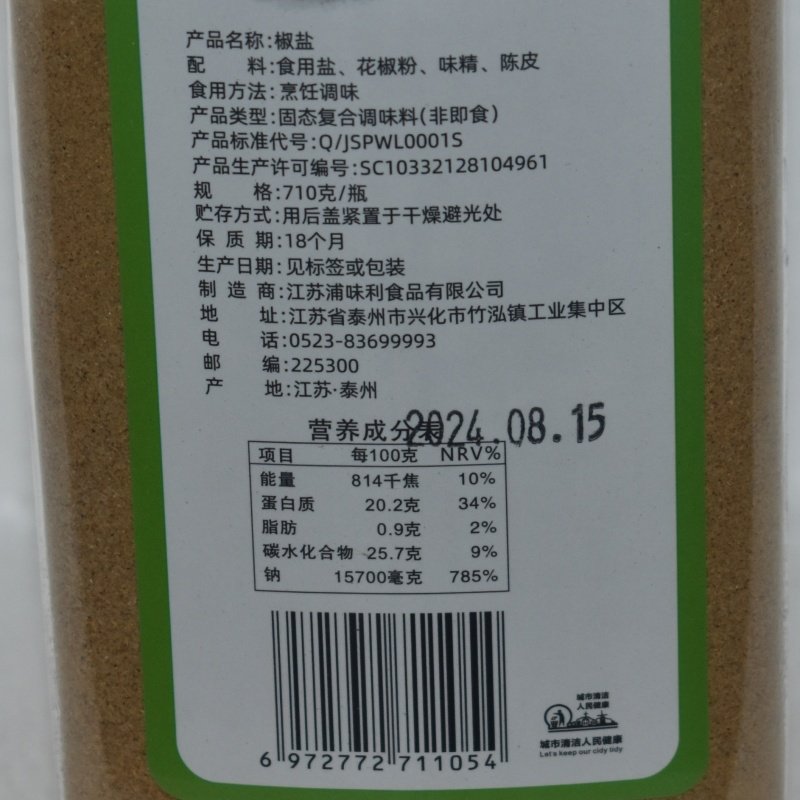 产品名称:椒盐
配 料:食用盐、花椒粉、味精、陈皮
食用方法:烹饪调味
产品类型:固态复合调味料(非即食)
产品标准代号:Q/JSPWL0001S
产品生产许可编号:SC10332128104961
规 格:710克/瓶
贮存方式:用后盖紧置于干燥避光处
保 质 期:18个月
生产日期:见标签或包装
制 造 商:江苏浦味利食品有限公司
地 址:江苏省泰州市兴化市竹泓镇工业集中区
电 话:0523-83699993
邮 编:225300
产 地:江苏·泰州
营养成分表
2024.08.15
项目 每100克 NRV%
能量 814千焦 10%
蛋白质 20.2克 34%
脂肪 0.9克 2%
碳水化合物 25.7克 9%
钠 15700毫克 785%
6 972772 711054
城市清洁
人民健康
城市清洁人民健康
Let's keep our cidy tidy